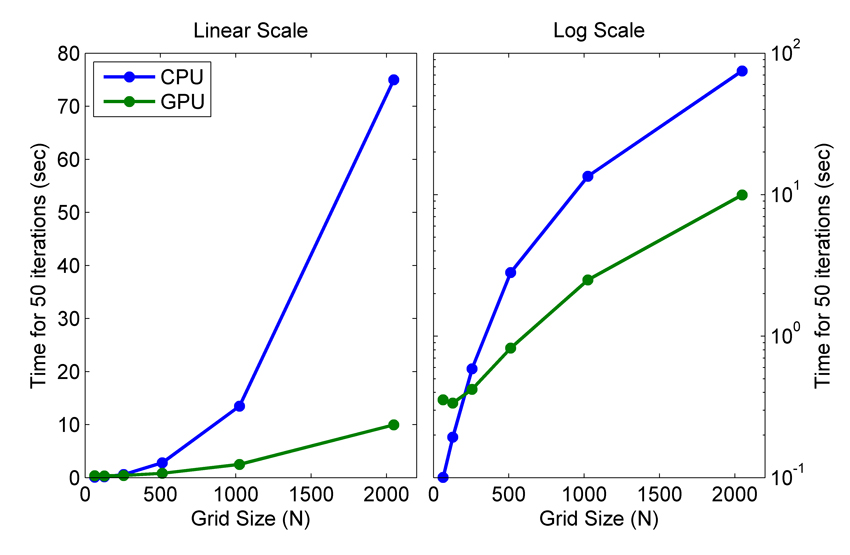 Linear Scale
80
70
60
50
40
30
20
10
0
Time for 50 iterations (sec)
CPU
GPU
0 500 1000 1500 2000
Grid Size (N)
Log Scale
10^2
10^1
10^0
10^-1
Time for 50 iterations (sec)
0 500 1000 1500 2000
Grid Size (N)